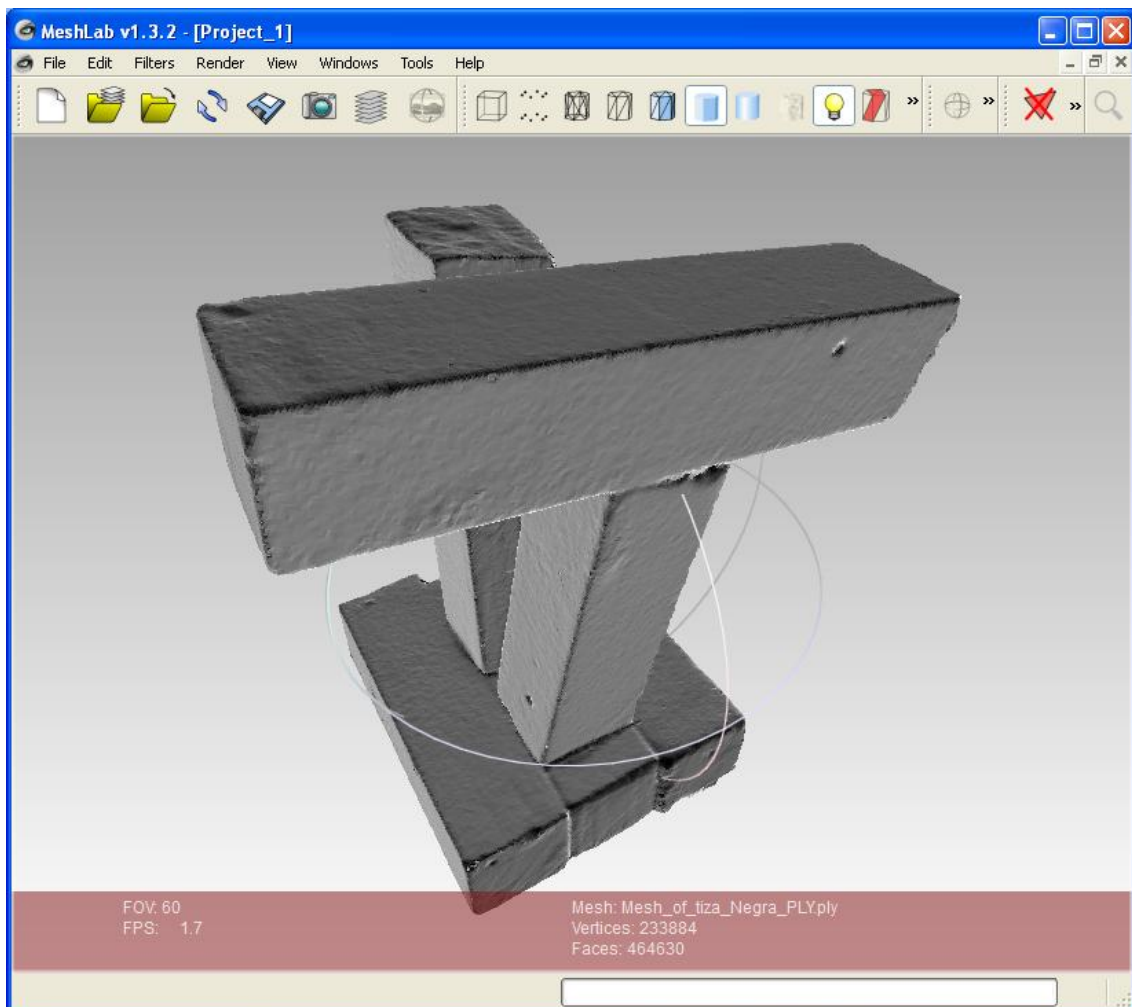 MeshLab v1.3.2 - [Project_1]
File Edit Filters Render View Windows Tools Help
FOV: 60
FPS: 1.7
Mesh: Mesh_of_tiza_Negra_PLY.ply
Vertices: 233884
Faces: 464630